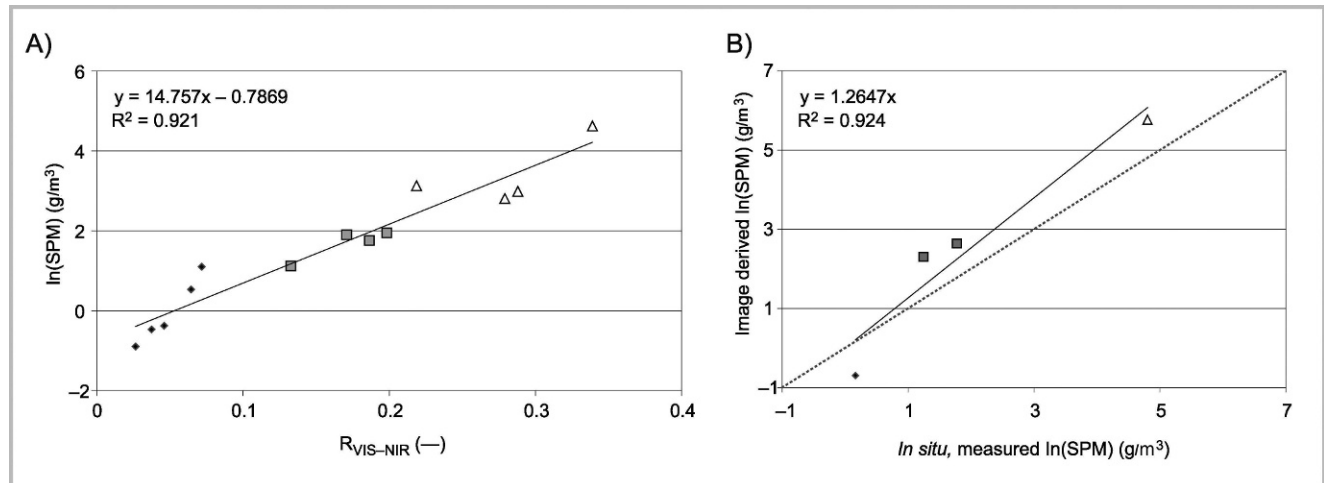 A)
y = 14.757x – 0.7869
R² = 0.921
ln(SPM) (g/m³)
6
4
2
0
–2
0 0.1 0.2 0.3 0.4
R_VIS–NIR (—)
B)
y = 1.2647x
R² = 0.924
Image derived ln(SPM) (g/m³)
7
5
3
1
–1
–1 1 3 5 7
In situ, measured ln(SPM) (g/m³)